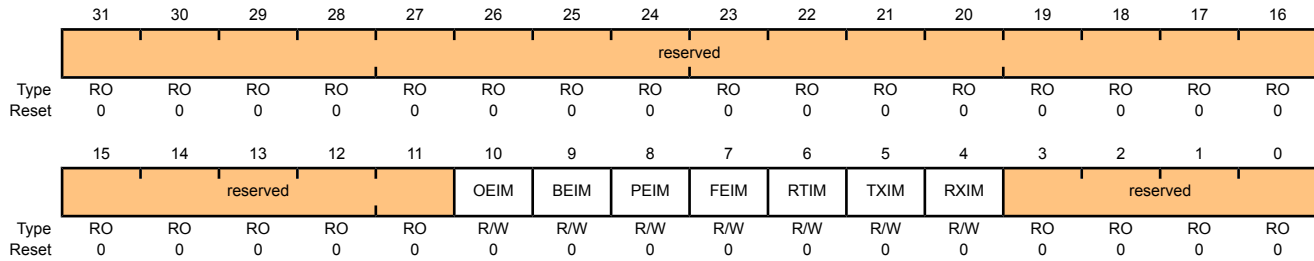 31 30 29 28 27 26 25 24 23 22 21 20 19 18 17 16
reserved
Type RO RO RO RO RO RO RO RO RO RO RO RO RO RO RO RO
Reset 0 0 0 0 0 0 0 0 0 0 0 0 0 0 0 0
15 14 13 12 11 10 9 8 7 6 5 4 3 2 1 0
reserved OEIM BEIM PEIM FEIM RTIM TXIM RXIM reserved
Type RO RO RO RO RO R/W R/W R/W R/W R/W R/W R/W RO RO RO RO
Reset 0 0 0 0 0 0 0 0 0 0 0 0 0 0 0 0